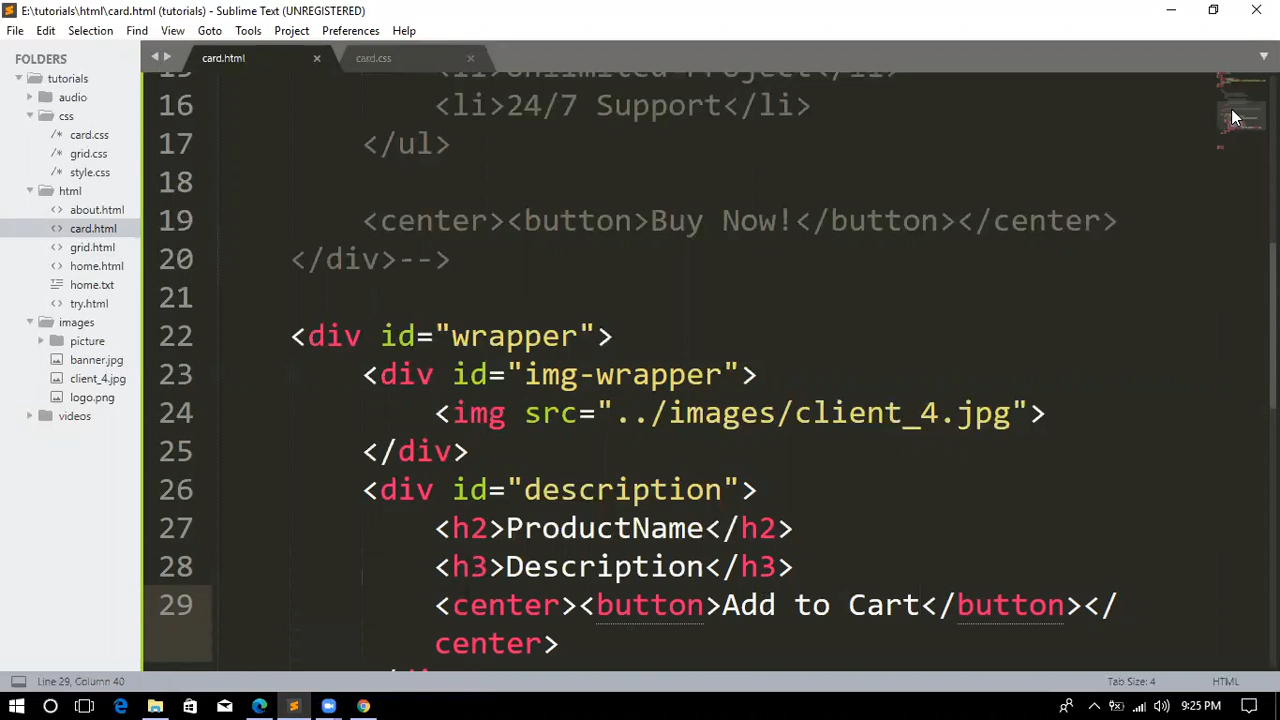 E:\tutorials\html\card.html (tutorials) - Sublime Text (UNREGISTERED)
File Edit Selection Find View Goto Tools Project Preferences Help
FOLDERS
tutorials
audio
css
card.css
grid.css
style.css
html
about.html
card.html
grid.html
home.html
home.txt
try.html
images
picture
banner.jpg
client_4.jpg
logo.png
videos
card.html card.css
15 <li>Unlimited Project</li>
16 <li>24/7 Support</li>
17 </ul>
18
19 <center><button>Buy Now!</button></center>
20 </div>-->
21
22 <div id="wrapper">
23 <div id="img-wrapper">
24 <img src="../images/client_4.jpg">
25 </div>
26 <div id="description">
27 <h2>ProductName</h2>
28 <h3>Description</h3>
29 <center><button>Add to Cart</button></
center>
Line 29, Column 40 Tab Size: 4 HTML
9:25 PM